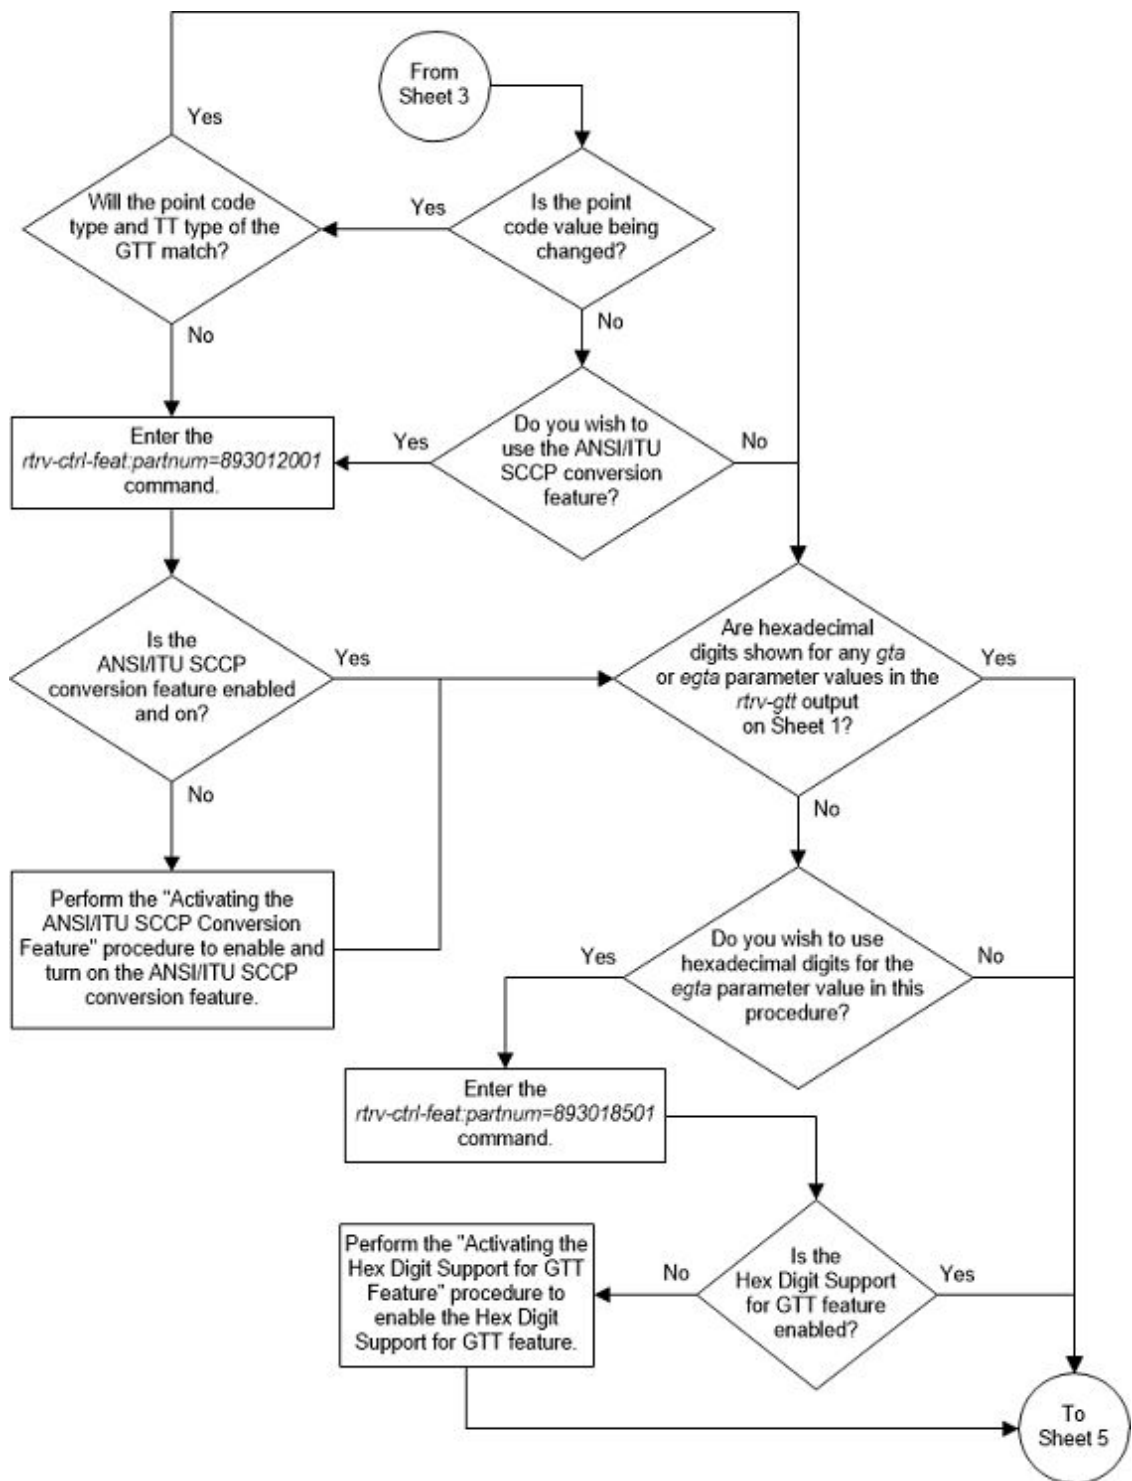 From
Sheet 3
Yes
Will the point code
type and TT type of the
GTT match?
Yes
Is the point
code value being
changed?
No
No
Enter the
rtrv-ctrl-feat:partnum=893012001
command.
Yes
Do you wish to
use the ANSI/ITU
SCCP conversion
feature?
No
Is the
ANSI/ITU SCCP
conversion feature enabled
and on?
Yes
Are hexadecimal
digits shown for any gta
or egta parameter values in the
rtrv-gtt output
on Sheet 1?
Yes
No
No
Perform the "Activating the
ANSI/ITU SCCP Conversion
Feature" procedure to enable and
turn on the ANSI/ITU SCCP
conversion feature.
Yes
Do you wish to use
hexadecimal digits for the
egta parameter value in this
procedure?
No
Enter the
rtrv-ctrl-feat:partnum=893018501
command.
Perform the "Activating the
Hex Digit Support for GTT
Feature" procedure to
enable the Hex Digit
Support for GTT feature.
No
Is the
Hex Digit Support
for GTT feature
enabled?
Yes
To
Sheet 5